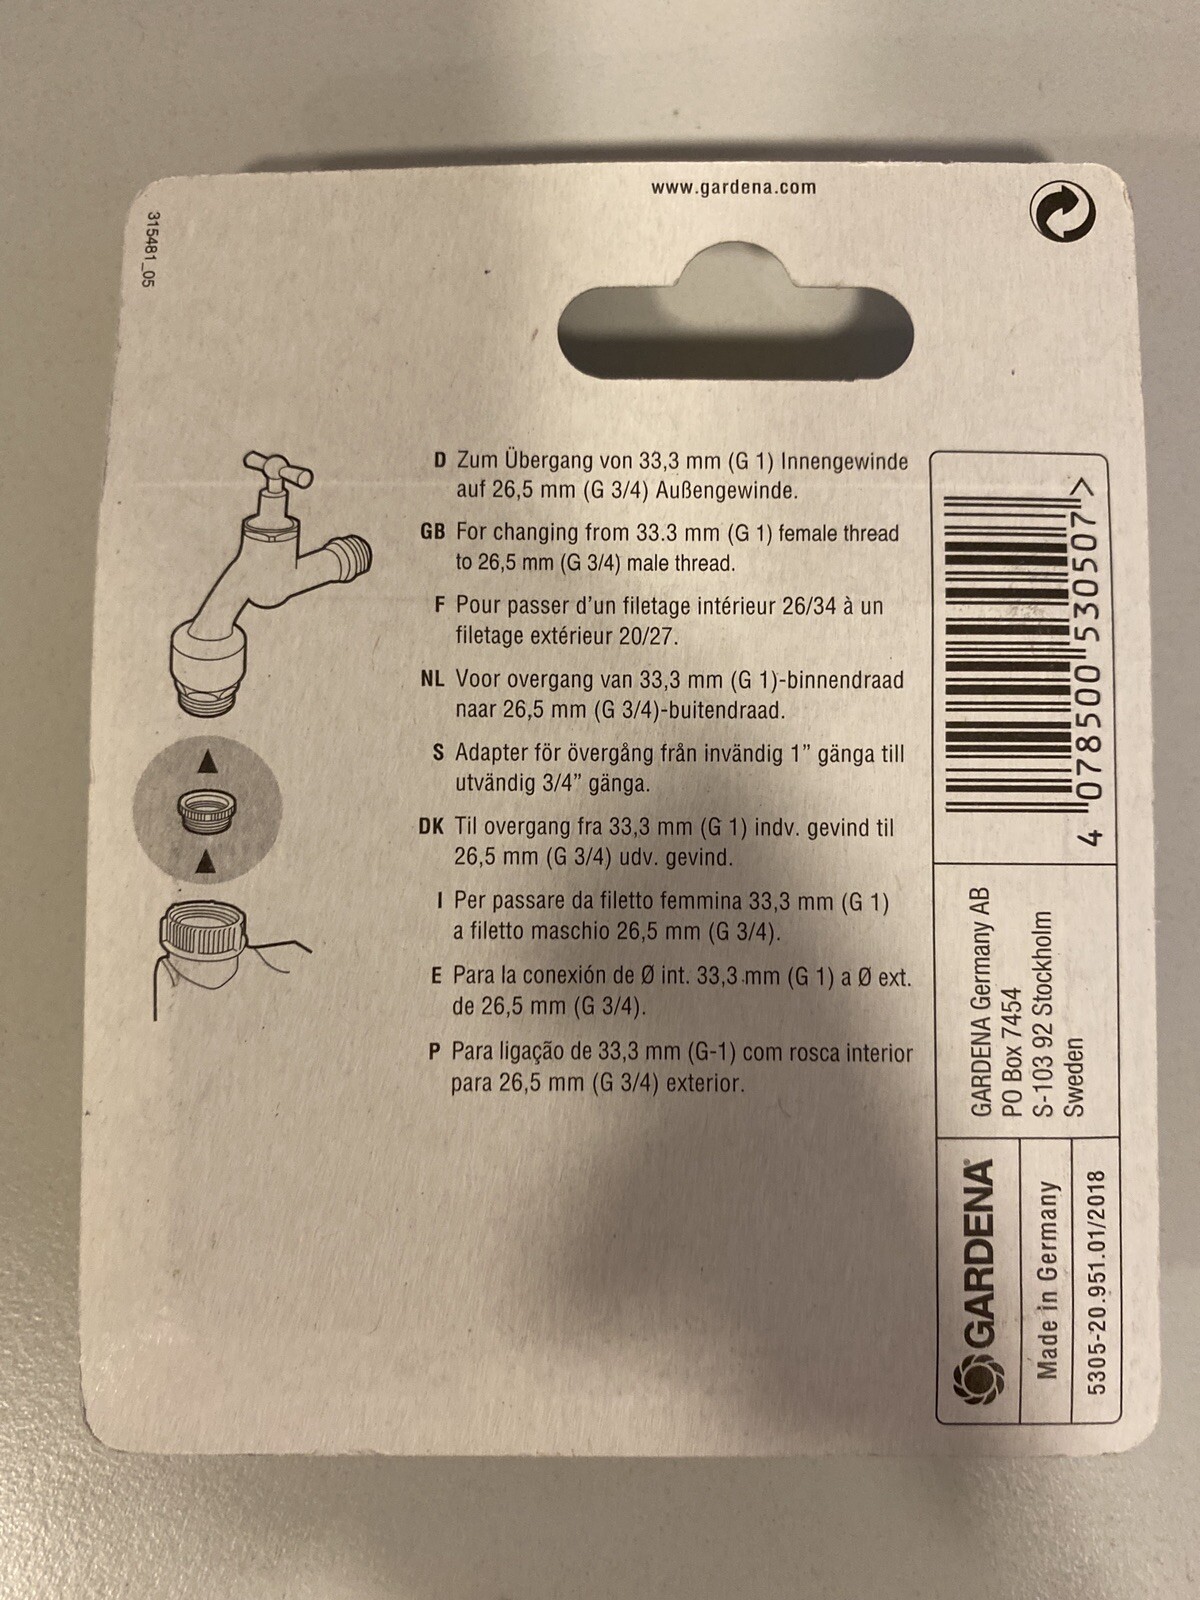 www.gardena.com
315481_05
D Zum Übergang von 33,3 mm (G 1) Innengewinde
auf 26,5 mm (G 3/4) Außengewinde.
GB For changing from 33.3 mm (G 1) female thread
to 26,5 mm (G 3/4) male thread.
F Pour passer d'un filetage intérieur 26/34 à un
filetage extérieur 20/27.
NL Voor overgang van 33,3 mm (G 1)-binnendraad
naar 26,5 mm (G 3/4)-buitendraad.
S Adapter för övergång från invändig 1” gänga till
utvändig 3/4” gänga.
DK Til overgang fra 33,3 mm (G 1) indv. gevind til
26,5 mm (G 3/4) udv. gevind.
I Per passare da filetto femmina 33,3 mm (G 1)
a filetto maschio 26,5 mm (G 3/4).
E Para la conexión de Ø int. 33,3 mm (G 1) a Ø ext.
de 26,5 mm (G 3/4).
P Para ligação de 33,3 mm (G-1) com rosca interior
para 26,5 mm (G 3/4) exterior.
4 078500 530507 >
GARDENA Germany AB
PO Box 7454
S-103 92 Stockholm
Sweden
GARDENA®
Made in Germany
5305-20.951.01/2018